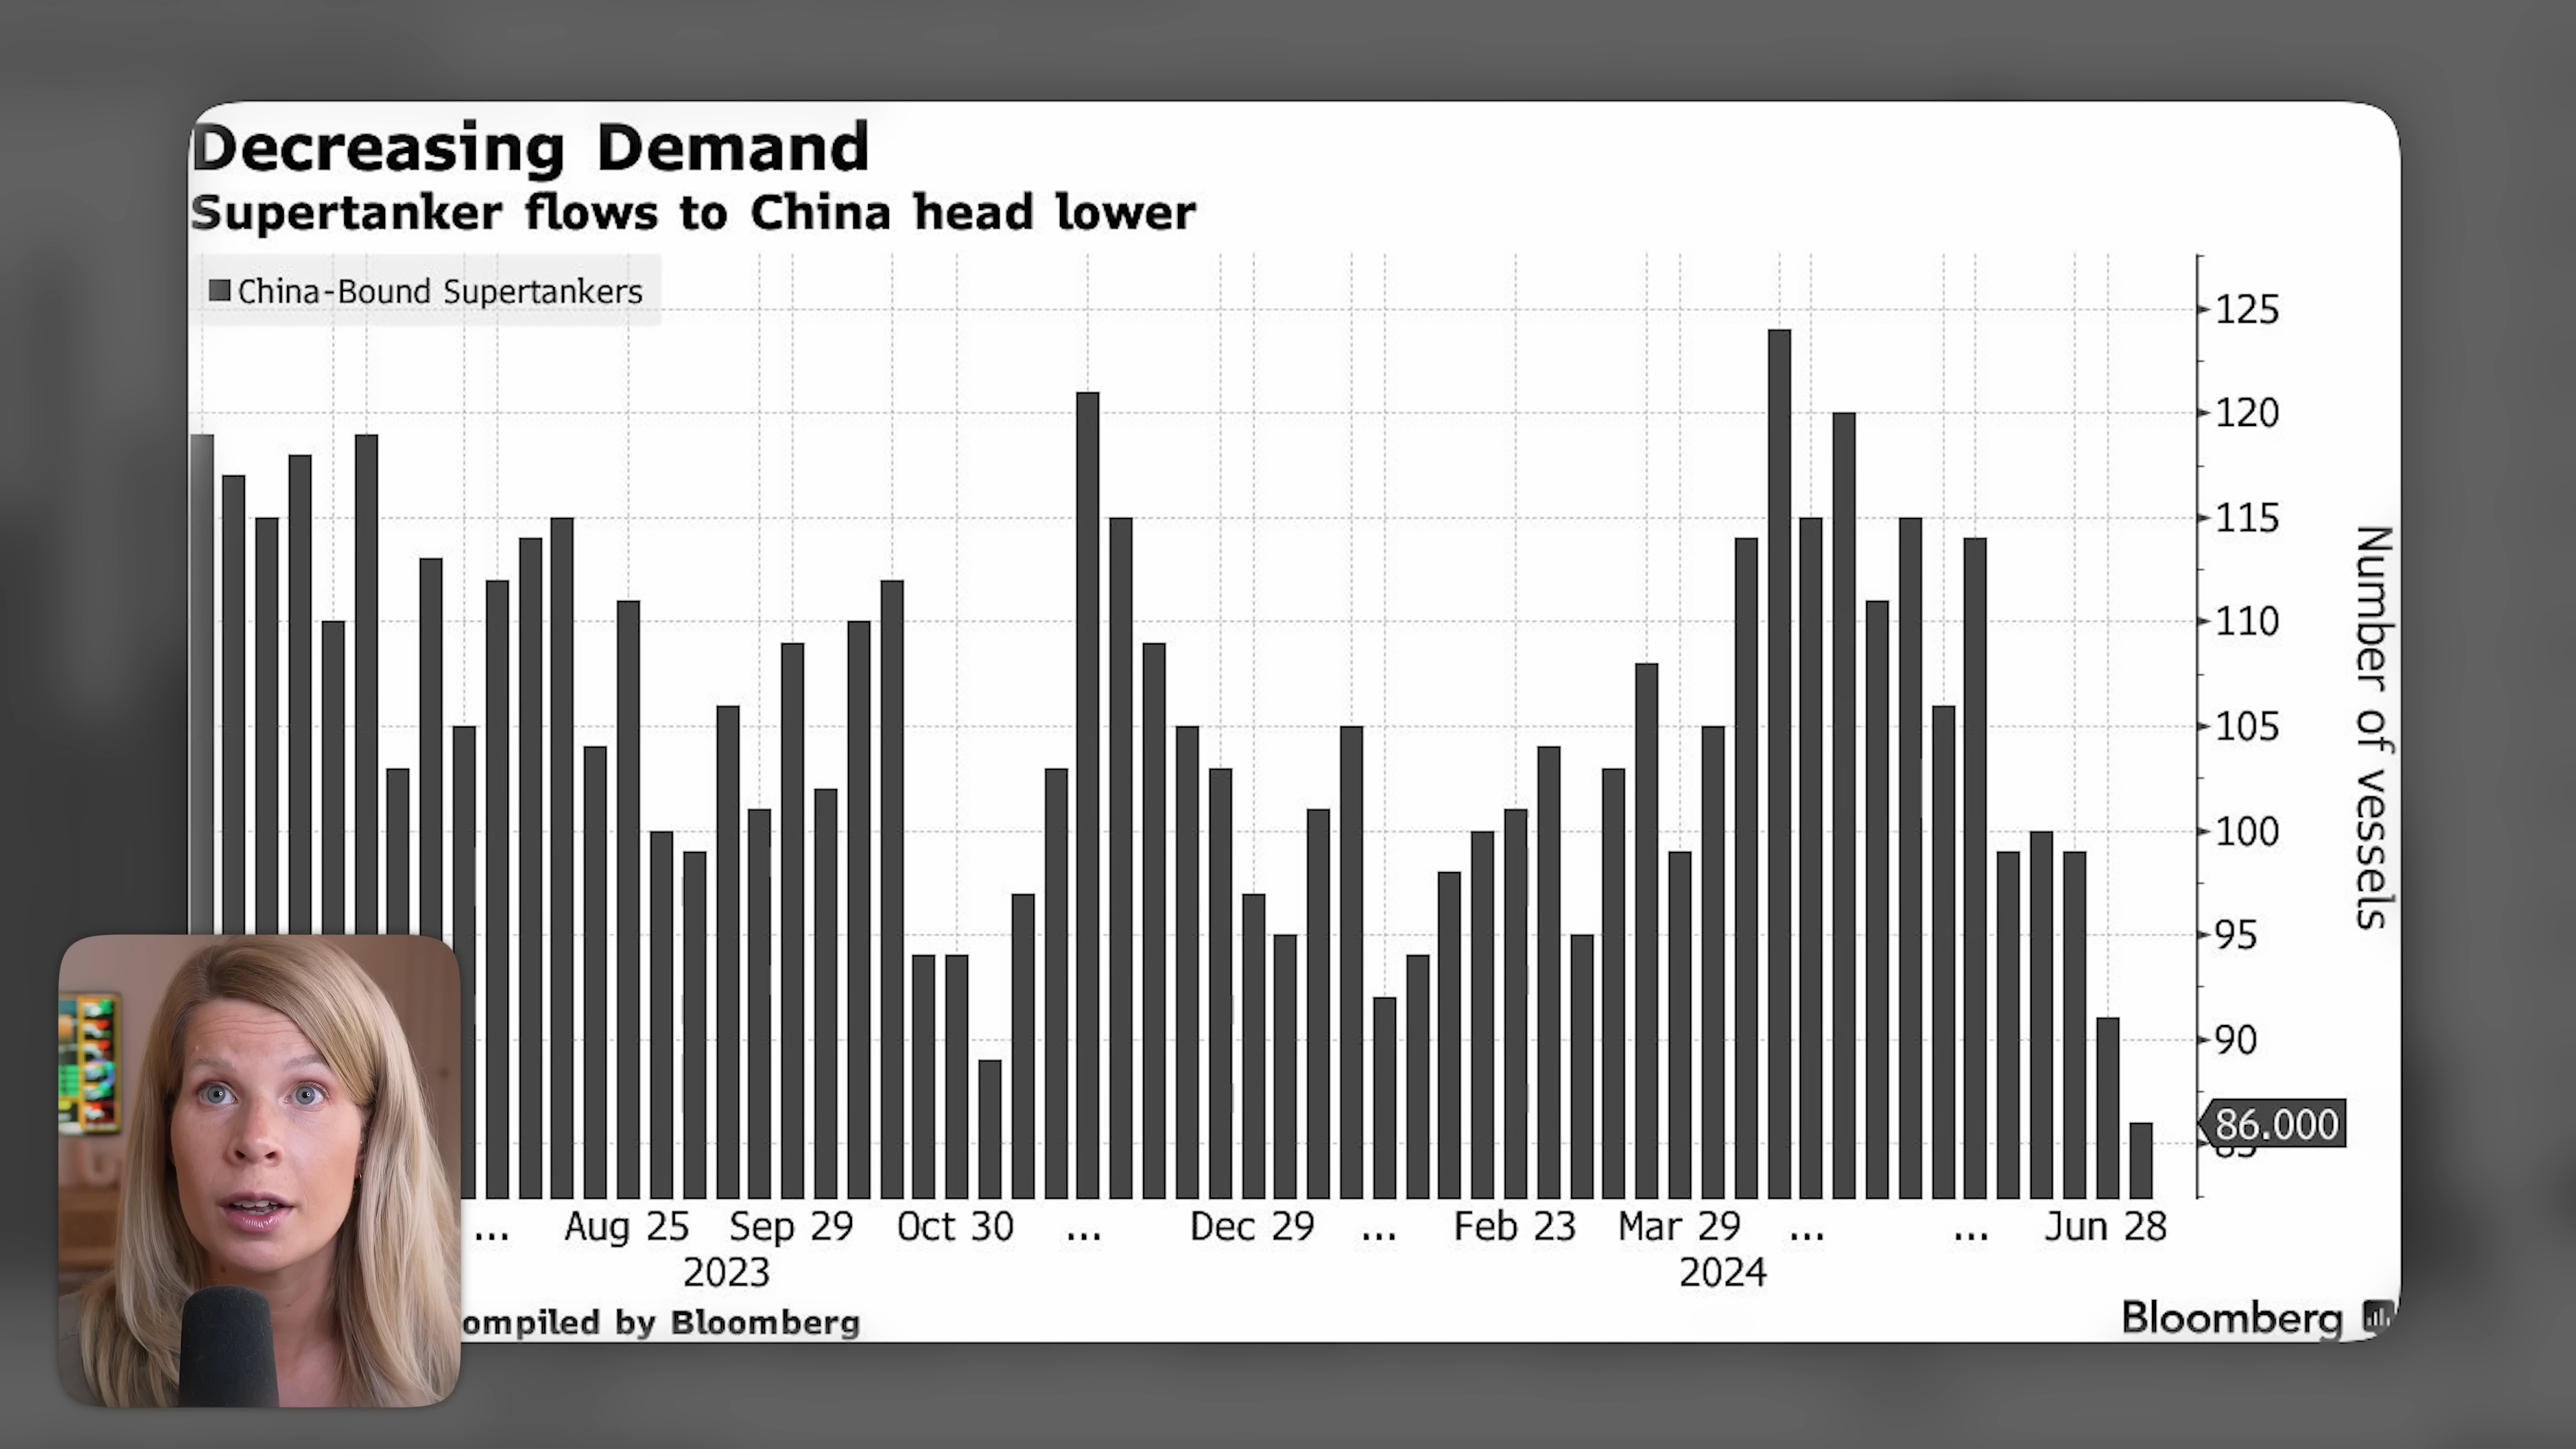 Decreasing Demand
Supertanker flows to China head lower
China-Bound Supertankers
125
120
115
110
105
100
95
90
86.000
Number of vessels
... Aug 25 Sep 29 Oct 30 ... Dec 29 ... Feb 23 Mar 29 ... ... Jun 28
2023 2024
ompiled by Bloomberg
Bloomberg